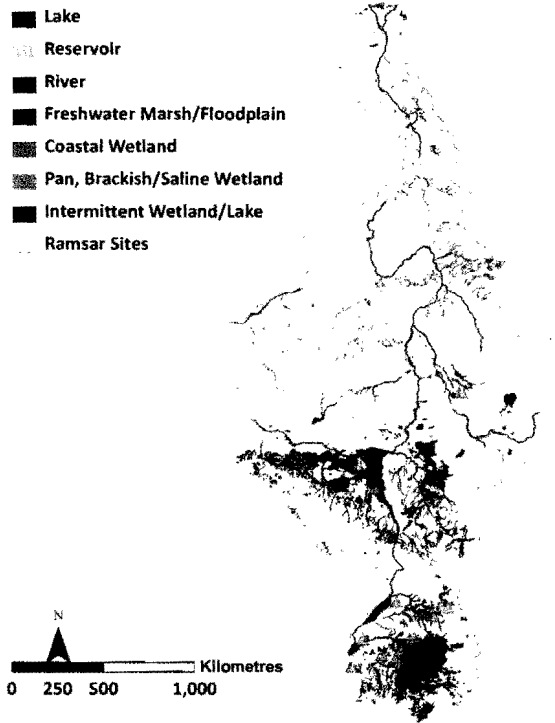 Lake
Reservoir
River
Freshwater Marsh/Floodplain
Coastal Wetland
Pan, Brackish/Saline Wetland
Intermittent Wetland/Lake
Ramsar Sites
N
Kilometres
0 250 500 1,000